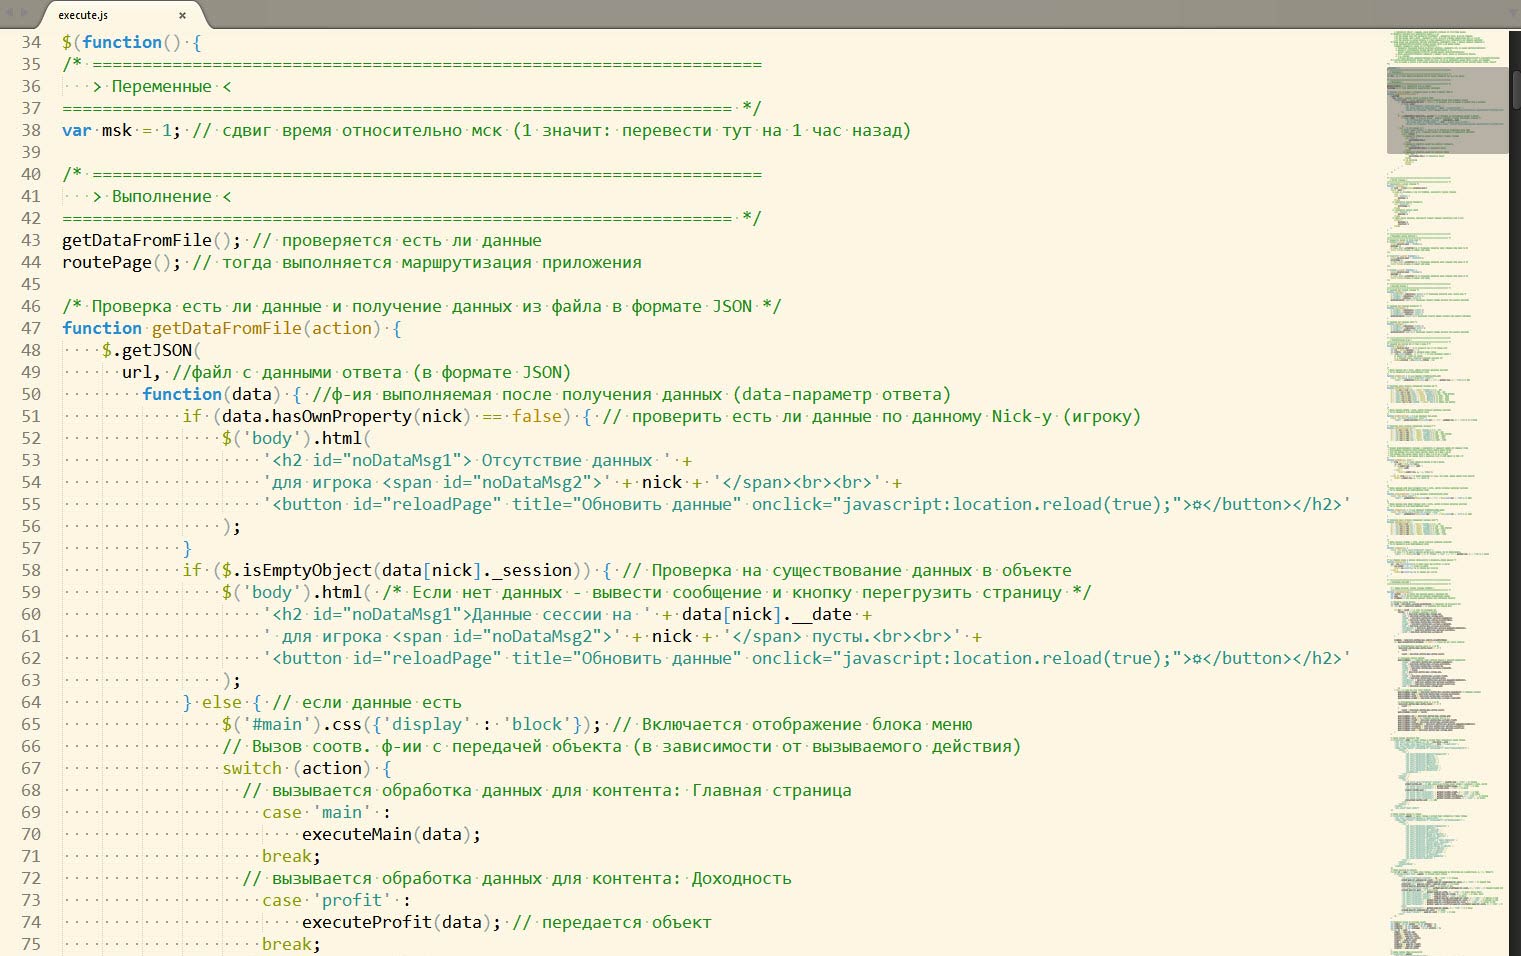 execute.js
34 $(function() {
35 /* ===================================================================
36 > Переменные <
37 =================================================================== */
38 var msk = 1; // сдвиг время относительно мск (1 значит: перевести тут на 1 час назад)
39
40 /* ===================================================================
41 > Выполнение <
42 =================================================================== */
43 getDataFromFile(); // проверяется есть ли данные
44 routePage(); // тогда выполняется маршрутизация приложения
45
46 /* Проверка есть ли данные и получение данных из файла в формате JSON */
47 function getDataFromFile(action) {
48 $.getJSON(
49 url, //файл с данными ответа (в формате JSON)
50 function(data) { //ф-ия выполняемая после получения данных (data-параметр ответа)
51 if (data.hasOwnProperty(nick) == false) { // проверить есть ли данные по данному Nick-у (игроку)
52 $('body').html(
53 '<h2 id="noDataMsg1"> Отсутствие данных ' +
54 'для игрока <span id="noDataMsg2">' + nick + '</span><br><br>' +
55 '<button id="reloadPage" title="Обновить данные" onclick="javascript:location.reload(true);">✡</button></h2>'
56 );
57 }
58 if ($.isEmptyObject(data[nick]._session)) { // Проверка на существование данных в объекте
59 $('body').html( /* Если нет данных - вывести сообщение и кнопку перегрузить страницу */
60 '<h2 id="noDataMsg1">Данные сессии на ' + data[nick].__date +
61 ' для игрока <span id="noDataMsg2">' + nick + '</span> пусты.<br><br>' +
62 '<button id="reloadPage" title="Обновить данные" onclick="javascript:location.reload(true);">✡</button></h2>'
63 );
64 } else { // если данные есть
65 $('#main').css({'display' : 'block'}); // Включается отображение блока меню
66 // Вызов соотв. ф-ии с передачей объекта (в зависимости от вызываемого действия)
67 switch (action) {
68 // вызывается обработка данных для контента: Главная страница
69 case 'main' :
70 executeMain(data);
71 break;
72 // вызывается обработка данных для контента: Доходность
73 case 'profit' :
74 executeProfit(data); // передается объект
75 break;